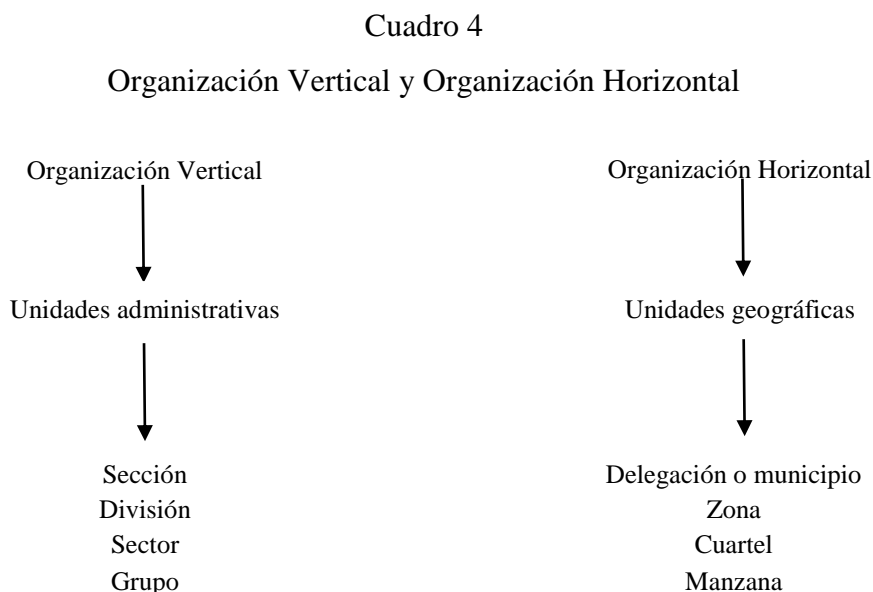 Cuadro 4
Organización Vertical y Organización Horizontal
Organización Vertical
Organización Horizontal
Unidades administrativas
Unidades geográficas
Sección
Delegación o municipio
División
Zona
Sector
Cuartel
Grupo
Manzana